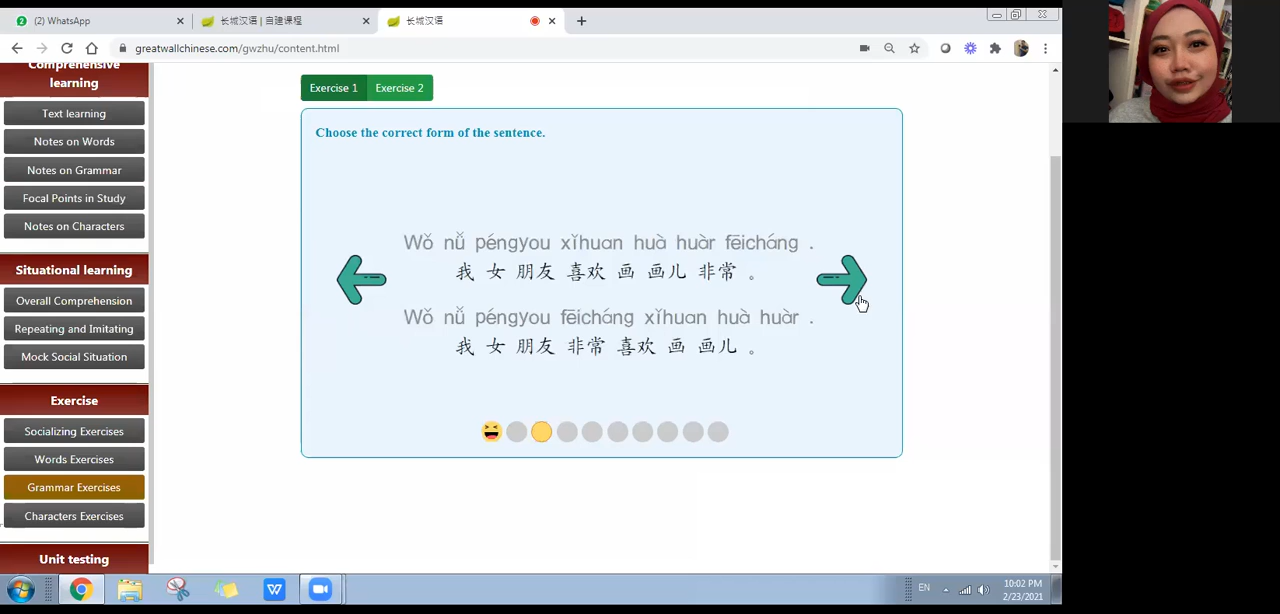 (2) WhatsApp
长城汉语 | 自建课程
长城汉语
greatwallchinese.com/gwzhu/content.html
Comprehensive
learning
Text learning
Notes on Words
Notes on Grammar
Focal Points in Study
Notes on Characters
Situational learning
Overall Comprehension
Repeating and Imitating
Mock Social Situation
Exercise
Socializing Exercises
Words Exercises
Grammar Exercises
Characters Exercises
Unit testing
Exercise 1
Exercise 2
Choose the correct form of the sentence.
Wǒ nǚ péngyou xǐhuan huà huàr fēicháng .
我 女 朋友 喜欢 画 画儿 非常 。
Wǒ nǚ péngyou fēicháng xǐhuan huà huàr .
我 女 朋友 非常 喜欢 画 画儿 。
EN
10:02 PM
2/23/2021